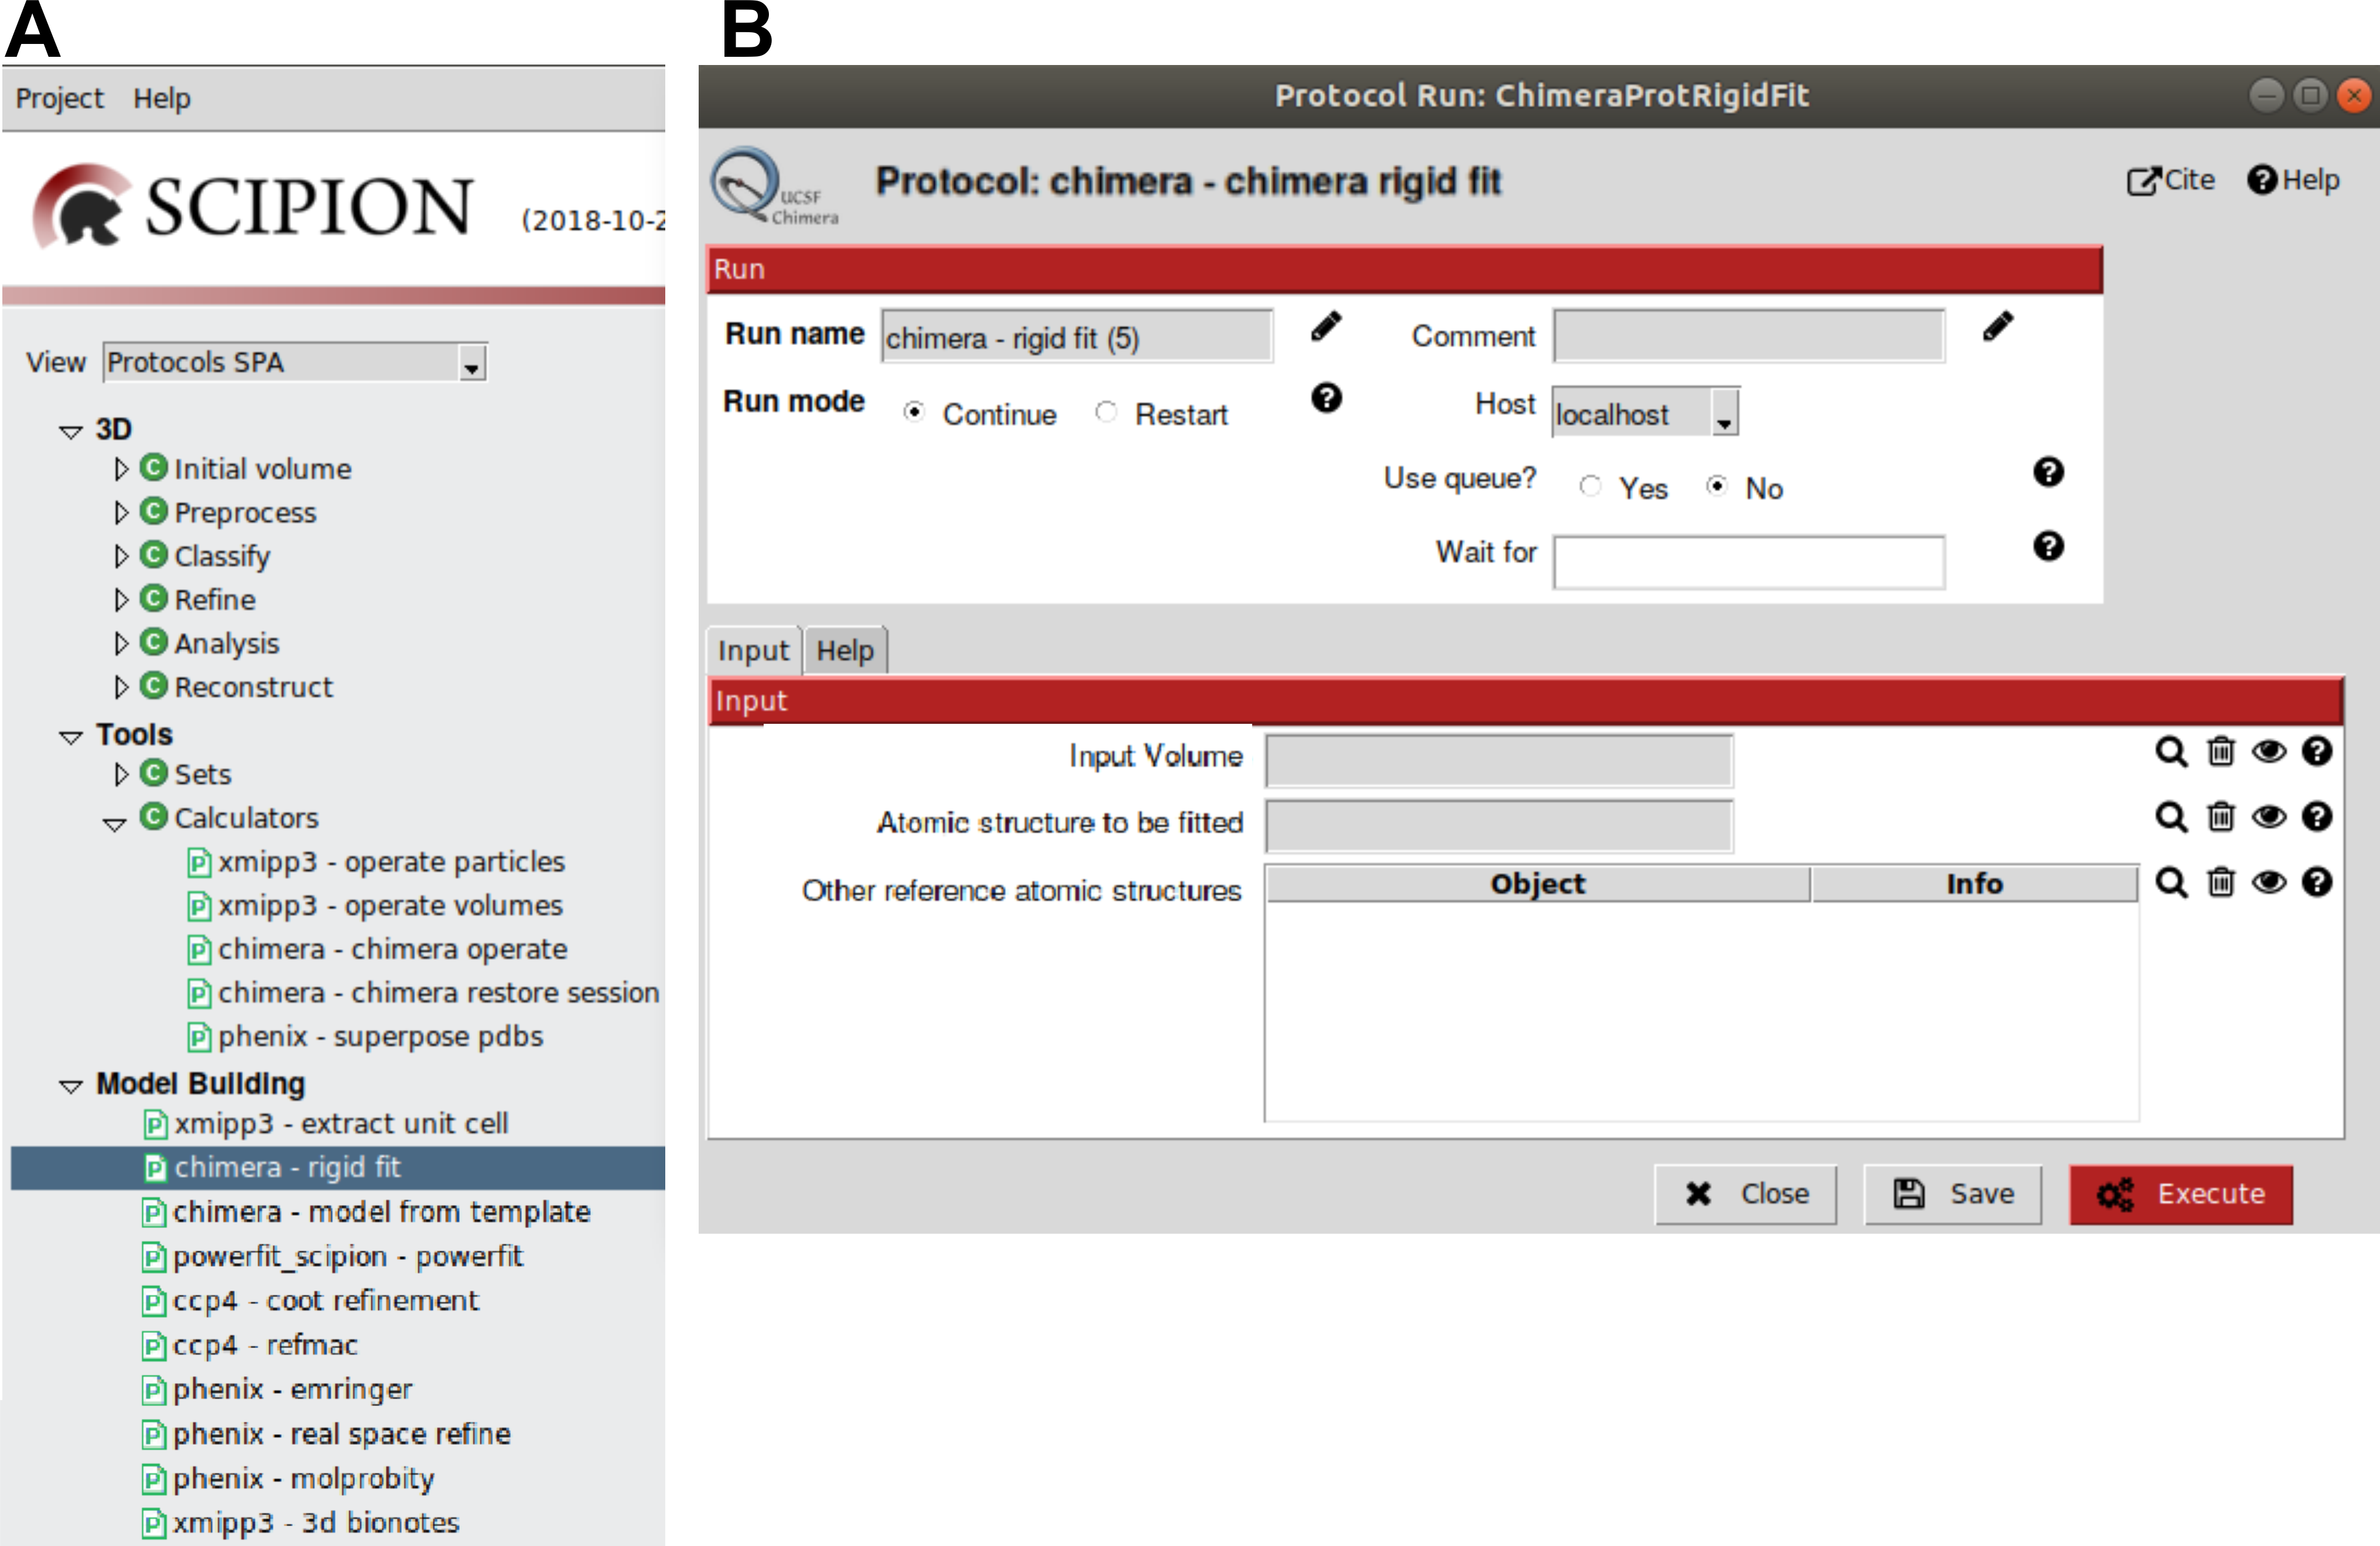 A
Project Help
SCIPION (2018-10-2
View Protocols SPA
3D
Initial volume
Preprocess
Classify
Refine
Analysis
Reconstruct
Tools
Sets
Calculators
xmipp3 - operate particles
xmipp3 - operate volumes
chimera - chimera operate
chimera - chimera restore session
phenix - superpose pdbs
Model Building
xmipp3 - extract unit cell
chimera - rigid fit
chimera - model from template
powerfit_scipion - powerfit
ccp4 - coot refinement
ccp4 - refmac
phenix - emringer
phenix - real space refine
phenix - molprobity
xmipp3 - 3d bionotes
B
Protocol Run: ChimeraProtRigidFit
UCSF
Chimera
Protocol: chimera - chimera rigid fit
Cite Help
Run
Run name chimera - rigid fit (5) Comment
Run mode Continue Restart Host localhost
Use queue? Yes No
Wait for
Input Help
Input
Input Volume
Atomic structure to be fitted
Other reference atomic structures Object Info
Close Save Execute